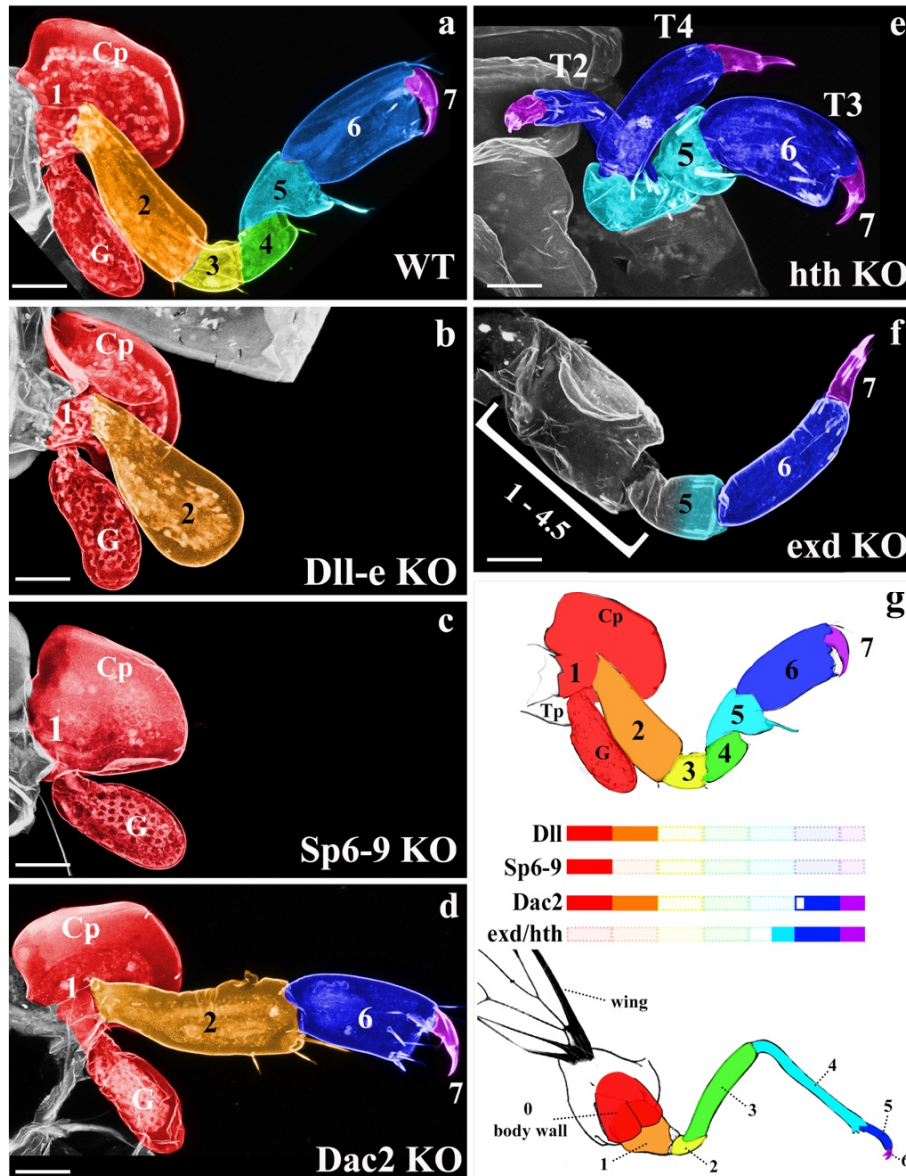 a
Cp
1
2
3
4
5
6
7
G
WT
b
Cp
1
2
G
Dll-e KO
c
Cp
1
G
Sp6-9 KO
d
Cp
1
2
6
7
G
Dac2 KO
e
T4
T2
T3
5
6
7
hth KO
f
7
6
5
1 - 4.5
exd KO
g
Cp
7
6
1
Tp
5
2
4
G
3
Dll
Sp6-9
Dac2
exd/hth
wing
4
3
0
body wall
5
1
2
6